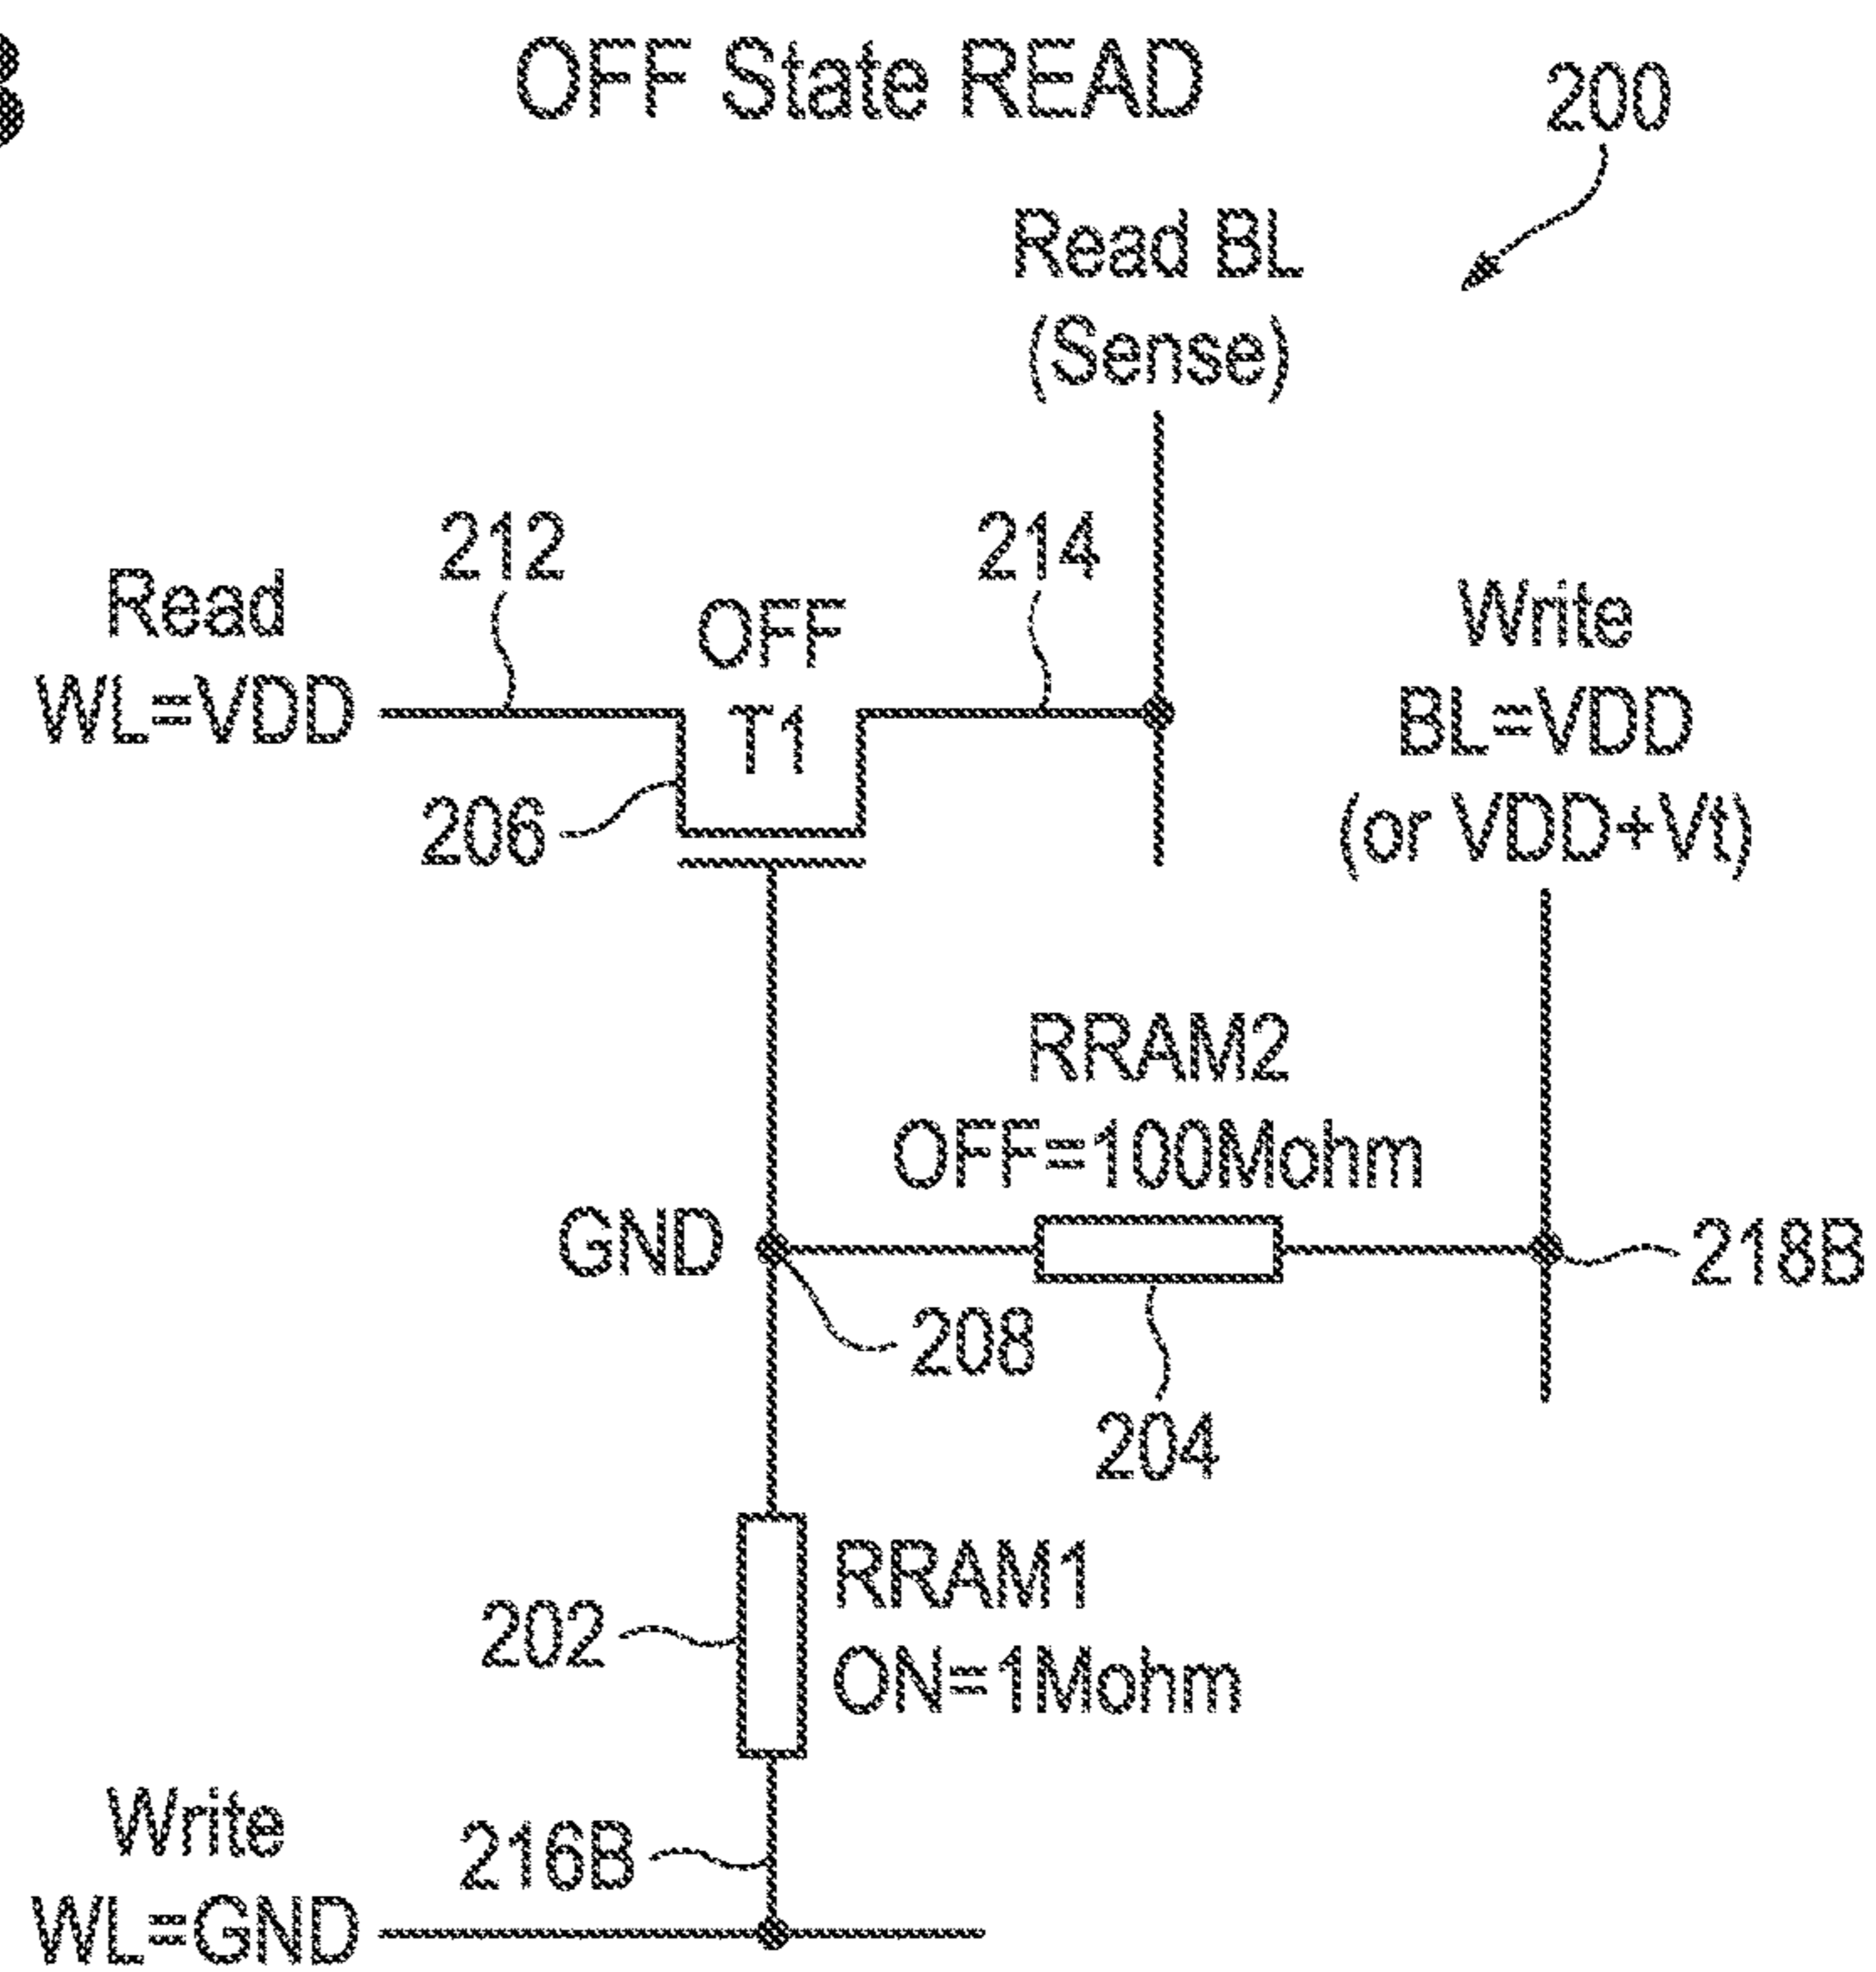 B
OFF State READ
200
Read BL
(Sense)
212
214
Read
WL=VDD
OFF
T1
Write
BL=VDD
(or VDD+Vt)
206
RRAM2
OFF=100Mohm
GND
218B
208
204
RRAM1
ON=1Mohm
202
Write
WL=GND
216B